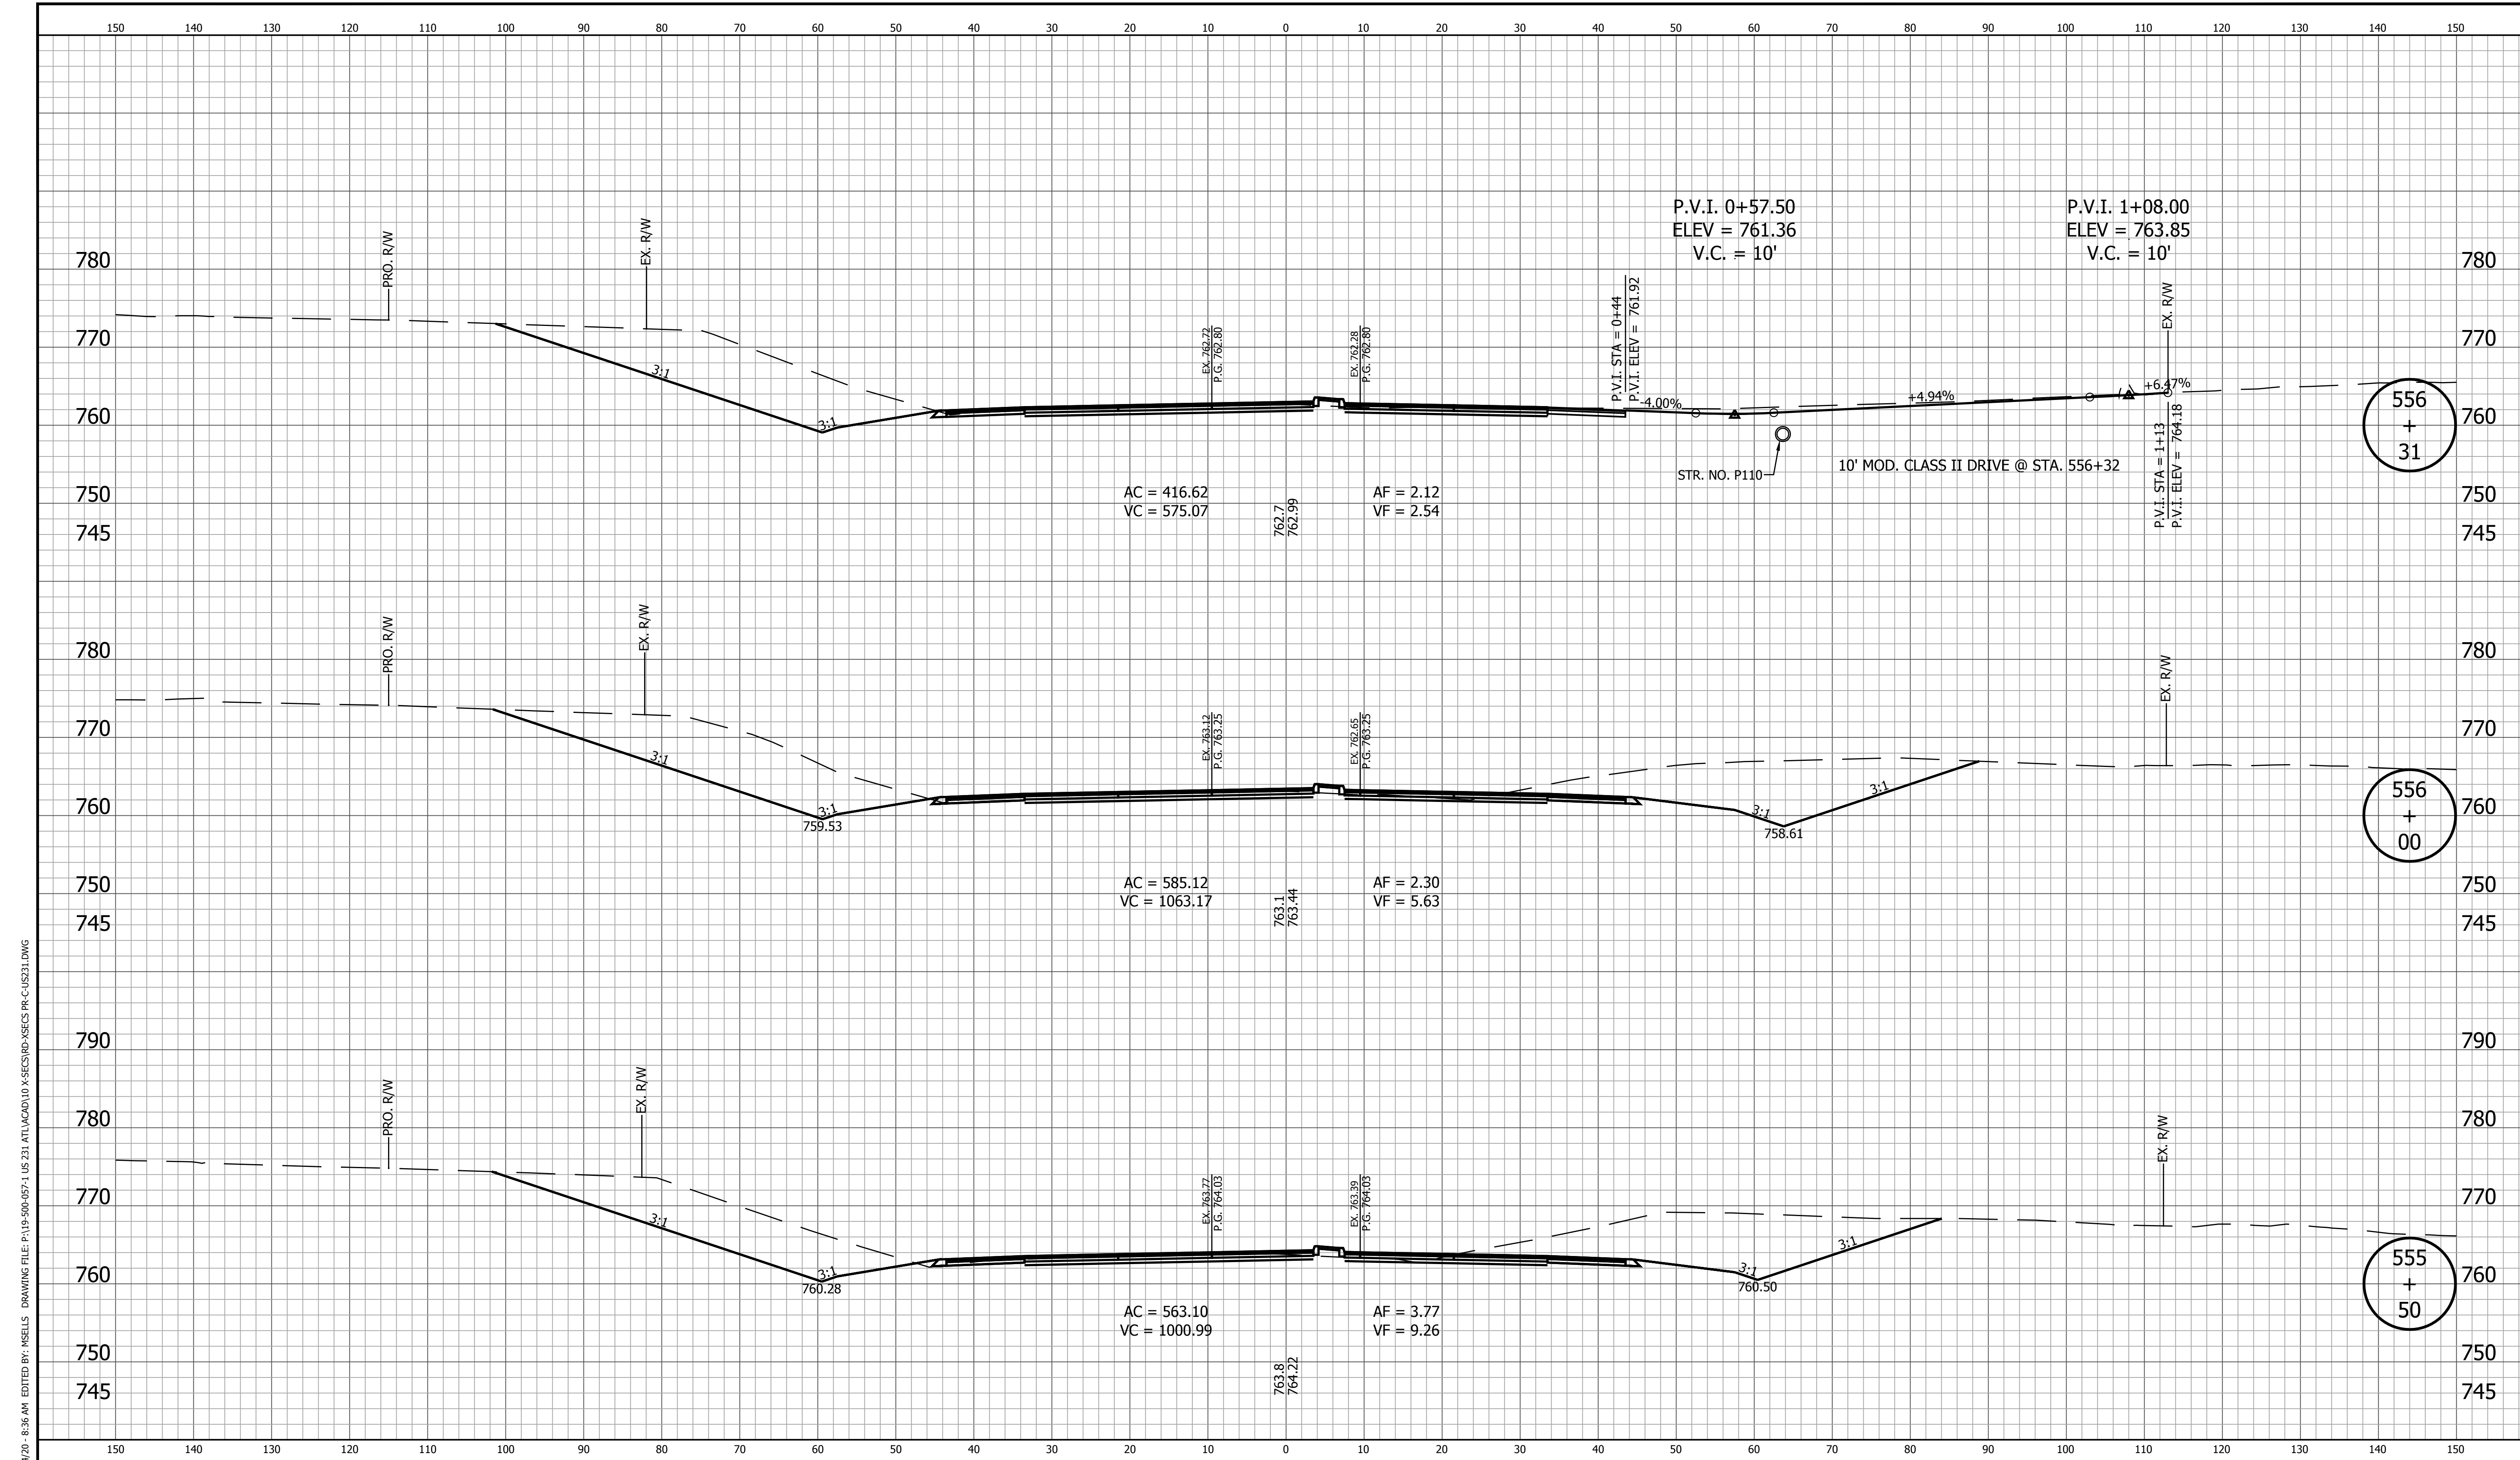 150 140 130 120 110 100 90 80 70 60 50 40 30 20 10 0 10 20 30 40 50 60 70 80 90 100 110 120 130 140 150
P.V.I. 0+57.50
ELEV = 761.36
V.C. = 10'
P.V.I. 1+08.00
ELEV = 763.85
V.C. = 10'
780
770
760
750
745
PRO. R/W
EX. R/W
3:1
3:1
EX. 762.72
P.G. 762.80
EX. 762.28
P.G. 762.80
P.V.I. STA = 0+44
P.V.I. ELEV = 761.92
-4.00%
+4.94%
+6.47%
EX. R/W
P.V.I. STA = 1+13
P.V.I. ELEV = 764.18
STR. NO. P110
10' MOD. CLASS II DRIVE @ STA. 556+32
AC = 416.62
VC = 575.07
762.7
762.99
AF = 2.12
VF = 2.54
780
770
760
750
745
556
+
31
780
770
760
750
745
PRO. R/W
EX. R/W
3:1
3:1
759.53
EX. 763.12
P.G. 763.25
EX. 762.65
P.G. 763.25
3:1
758.61
3:1
EX. R/W
AC = 585.12
VC = 1063.17
763.1
763.44
AF = 2.30
VF = 5.63
780
770
760
750
745
556
+
00
790
780
770
760
750
745
PRO. R/W
EX. R/W
3:1
3:1
760.28
EX. 763.77
P.G. 764.03
EX. 763.39
P.G. 764.03
3:1
760.50
3:1
EX. R/W
AC = 563.10
VC = 1000.99
763.8
764.22
AF = 3.77
VF = 9.26
790
780
770
760
750
745
555
+
50
150 140 130 120 110 100 90 80 70 60 50 40 30 20 10 0 10 20 30 40 50 60 70 80 90 100 110 120 130 140 150
/20 - 8:36 AM EDITED BY: MSELLS DRAWING FILE: P:\19-500-057-1 US 231 ATL\ACAD\10 X-SECS\RD-XSECS PR-C-US231.DWG